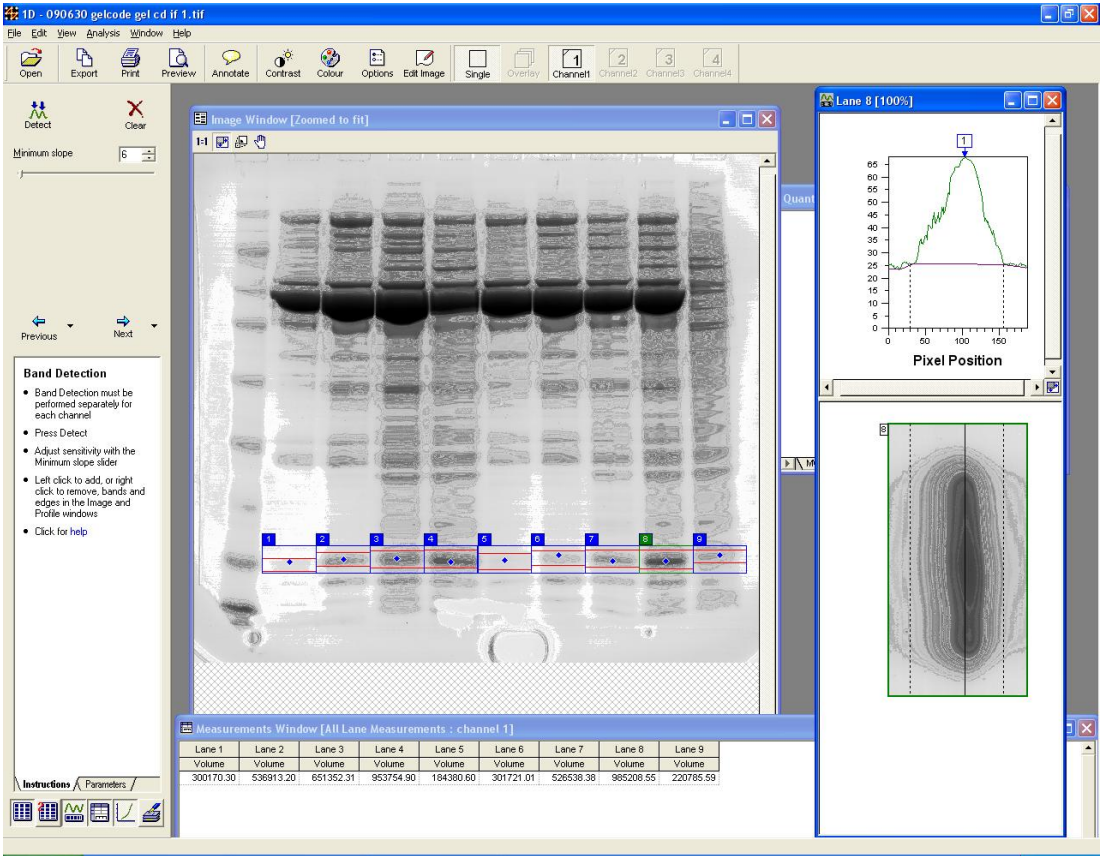 1D - 090630 gelcode gel cd if 1.tif
File Edit View Analysis Window Help
Open Export Print Preview Annotate Contrast Colour Options Edit Image Single Overlay Channel1 Channel2 Channel3 Channel4
1 2 3 4
Detect Clear
Minimum slope 6
Previous Next
Band Detection
Band Detection must be
performed separately for
each channel
Press Detect
Adjust sensitivity with the
Minimum slope slider
Left click to add, or right
click to remove, bands and
edges in the Image and
Profile windows
Click for help
Instructions Parameters
Image Window [Zoomed to fit]
1:1
1 2 3 4 5 6 7 8 9
Quant
Lane 8 [100%]
1
65
60
55
50
45
40
35
30
25
20
15
10
5
0
0 50 100 150
Pixel Position
8
Measurements Window [All Lane Measurements : channel 1]
Lane 1 Lane 2 Lane 3 Lane 4 Lane 5 Lane 6 Lane 7 Lane 8 Lane 9
Volume Volume Volume Volume Volume Volume Volume Volume Volume
300170.30 536913.20 651352.31 953754.90 184380.60 301721.01 526538.38 985208.55 220785.59